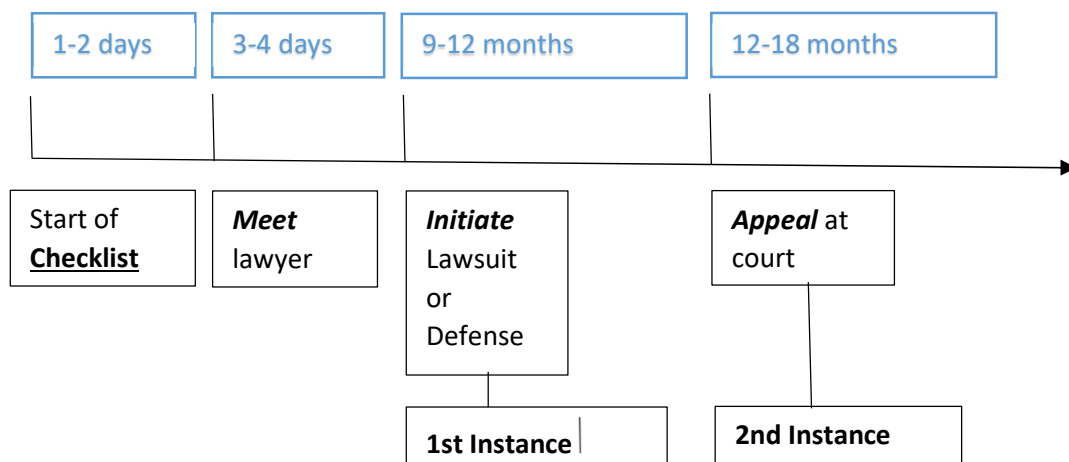 1-2 days
3-4 days
9-12 months
12-18 months
Start of
Checklist
Meet
lawyer
Initiate
Lawsuit
or
Defense
Appeal at
court
1st Instance
2nd Instance